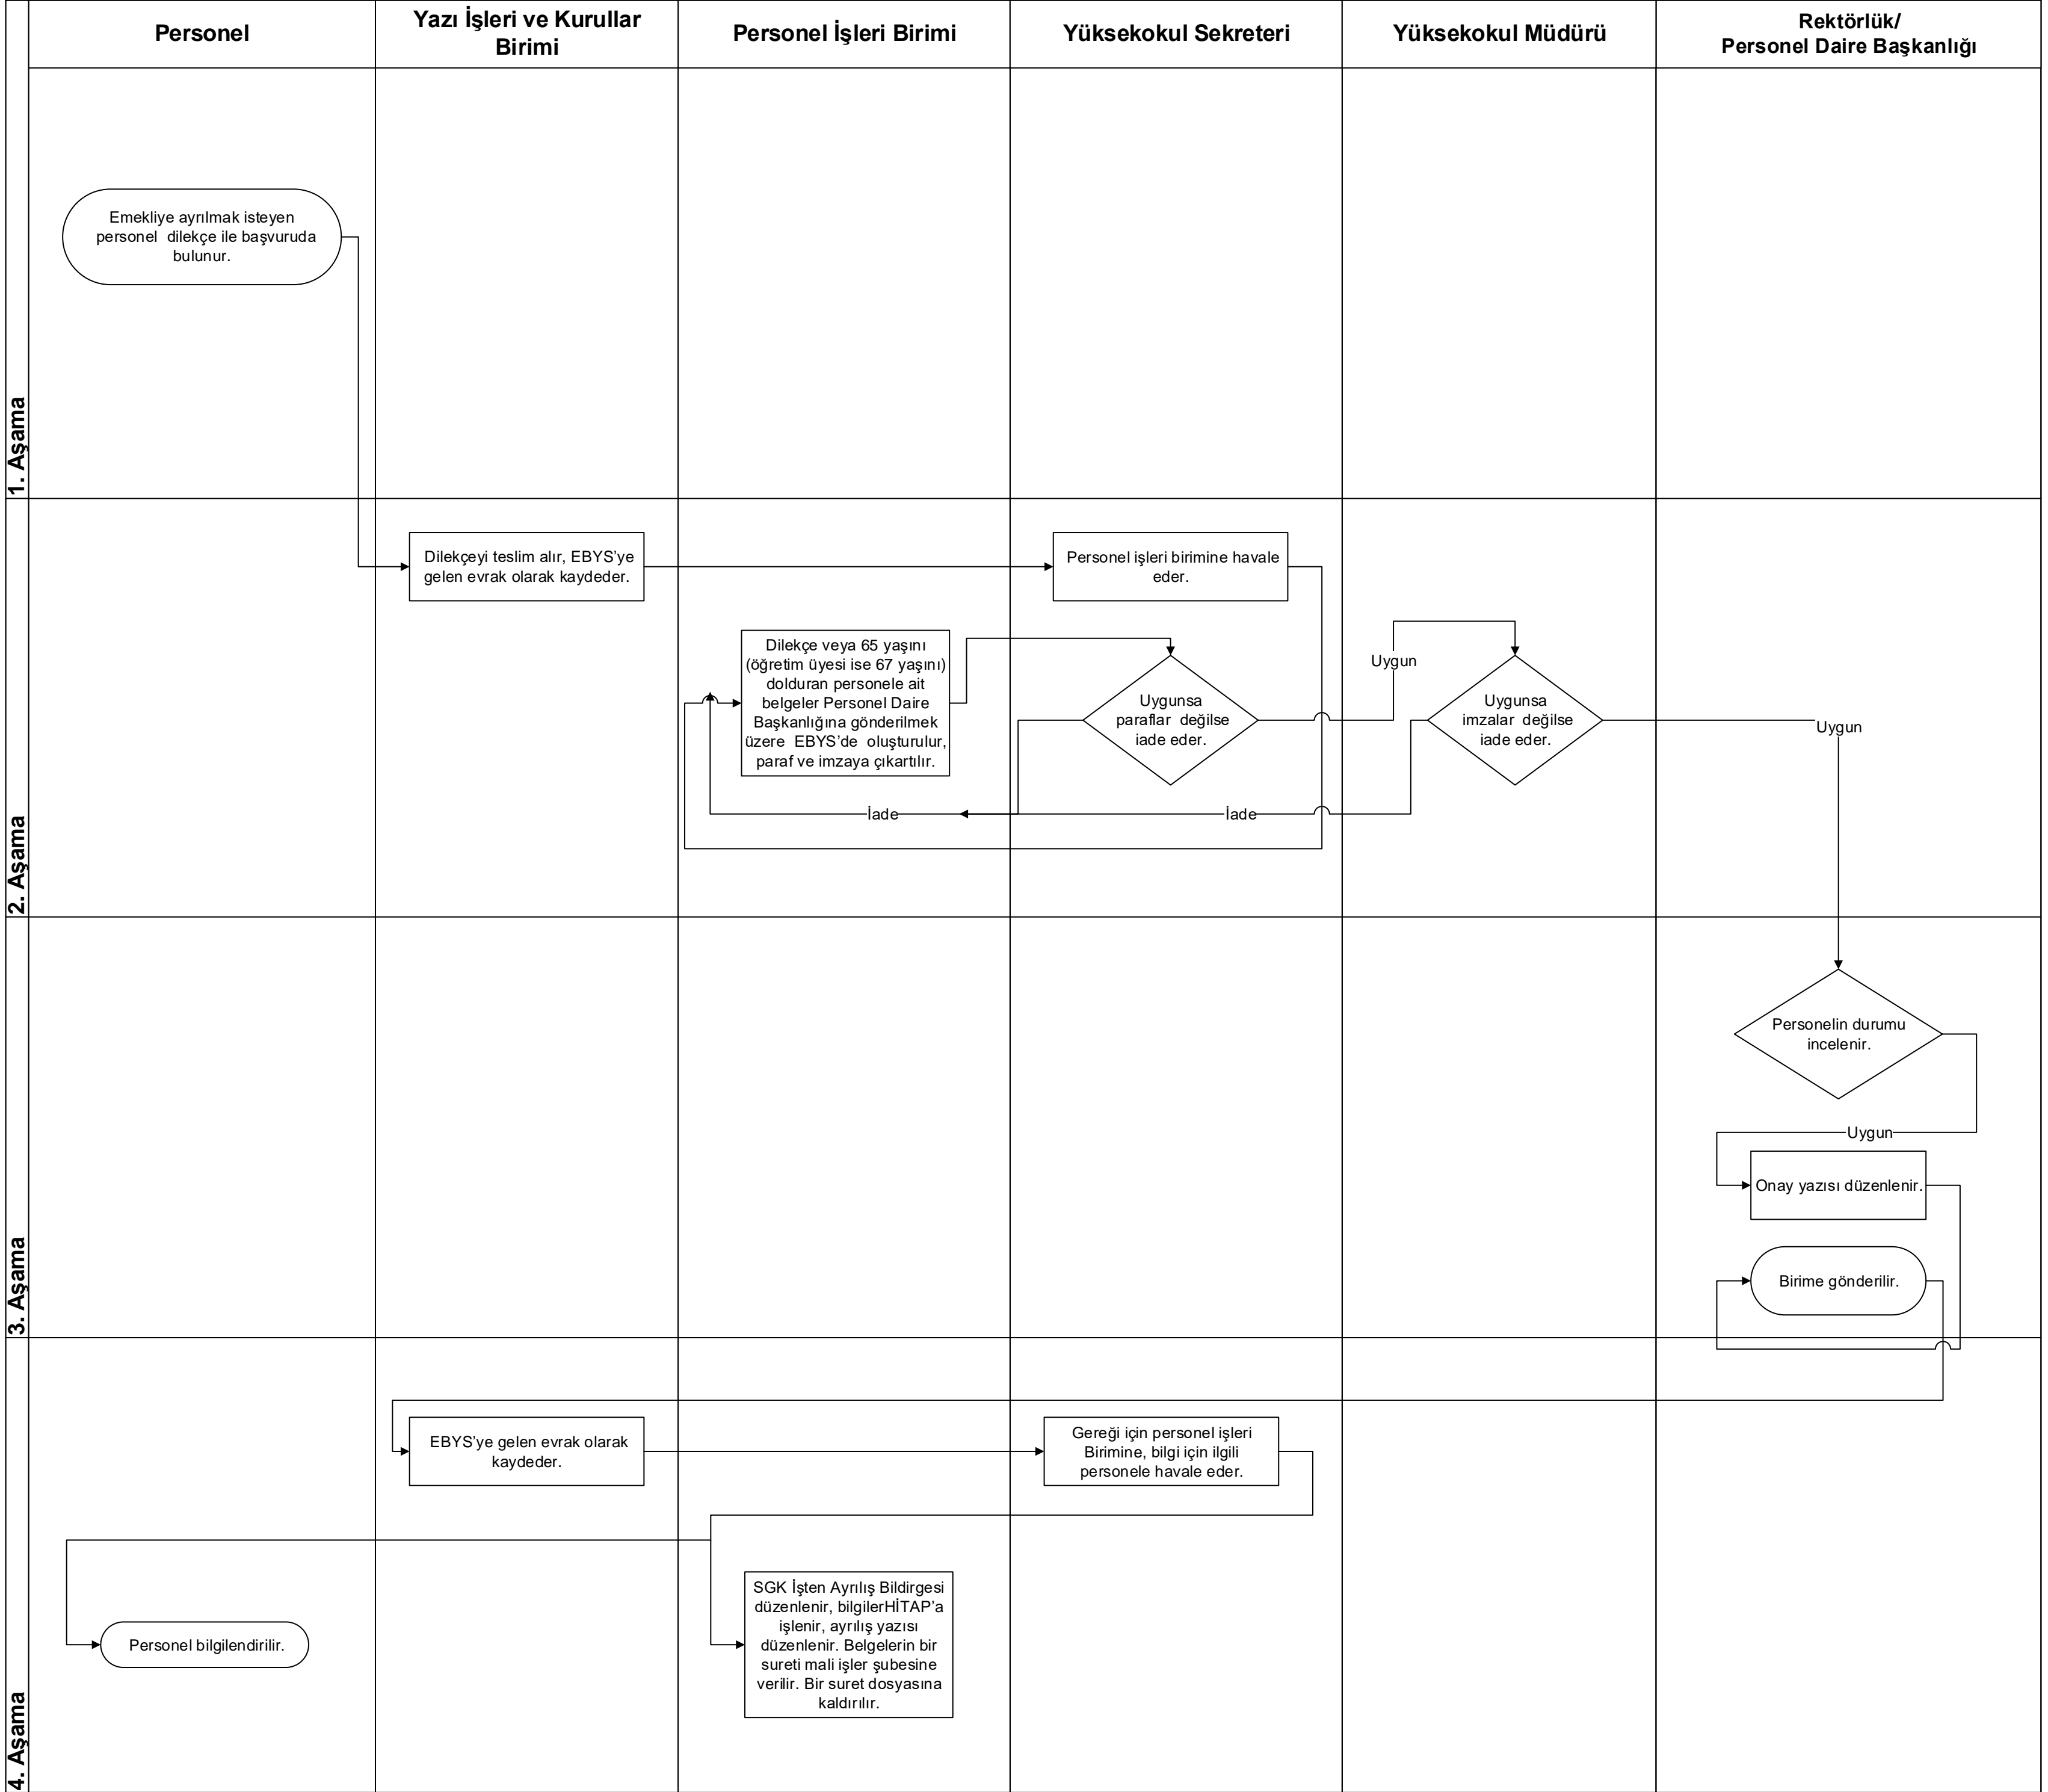 Personel
Yazı İşleri ve Kurullar
Birimi
Personel İşleri Birimi
Yüksekokul Sekreteri
Yüksekokul Müdürü
Rektörlük/
Personel Daire Başkanlığı
1. Aşama
Emekliye ayrılmak isteyen
personel dilekçe ile başvuruda
bulunur.
2. Aşama
Dilekçeyi teslim alır, EBYS’ye
gelen evrak olarak kaydeder.
Personel işleri birimine havale
eder.
Dilekçe veya 65 yaşını
(öğretim üyesi ise 67 yaşını)
dolduran personele ait
belgeler Personel Daire
Başkanlığına gönderilmek
üzere EBYS’de oluşturulur,
paraf ve imzaya çıkartılır.
Uygunsa
paraflar değilse
iade eder.
Uygun
Uygunsa
imzalar değilse
iade eder.
Uygun
İade
İade
3. Aşama
Personelin durumu
incelenir.
Uygun
Onay yazısı düzenlenir.
Birime gönderilir.
4. Aşama
EBYS’ye gelen evrak olarak
kaydeder.
Gereği için personel işleri
Birimine, bilgi için ilgili
personele havale eder.
Personel bilgilendirilir.
SGK İşten Ayrılış Bildirgesi
düzenlenir, bilgilerHİTAP’a
işlenir, ayrılış yazısı
düzenlenir. Belgelerin bir
sureti mali işler şubesine
verilir. Bir suret dosyasına
kaldırılır.